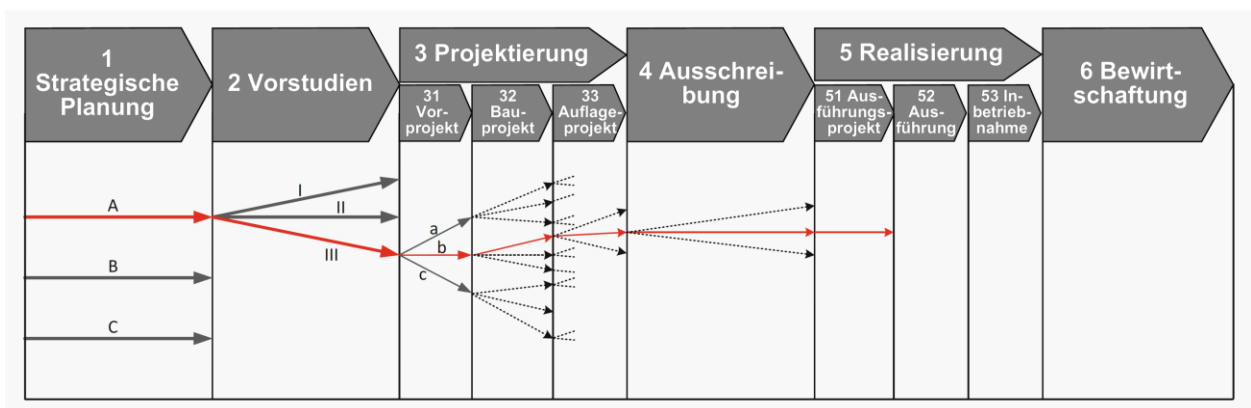 1
Strategische
Planung
2 Vorstudien
3 Projektierung
31
Vor-
projekt
32
Bau-
projekt
33
Auflage-
projekt
4 Ausschrei-
bung
5 Realisierung
51 Aus-
führungs-
projekt
52
Aus-
führung
53 In-
betrieb-
nahme
6 Bewirt-
schaftung
A
B
C
I
II
III
a
b
c